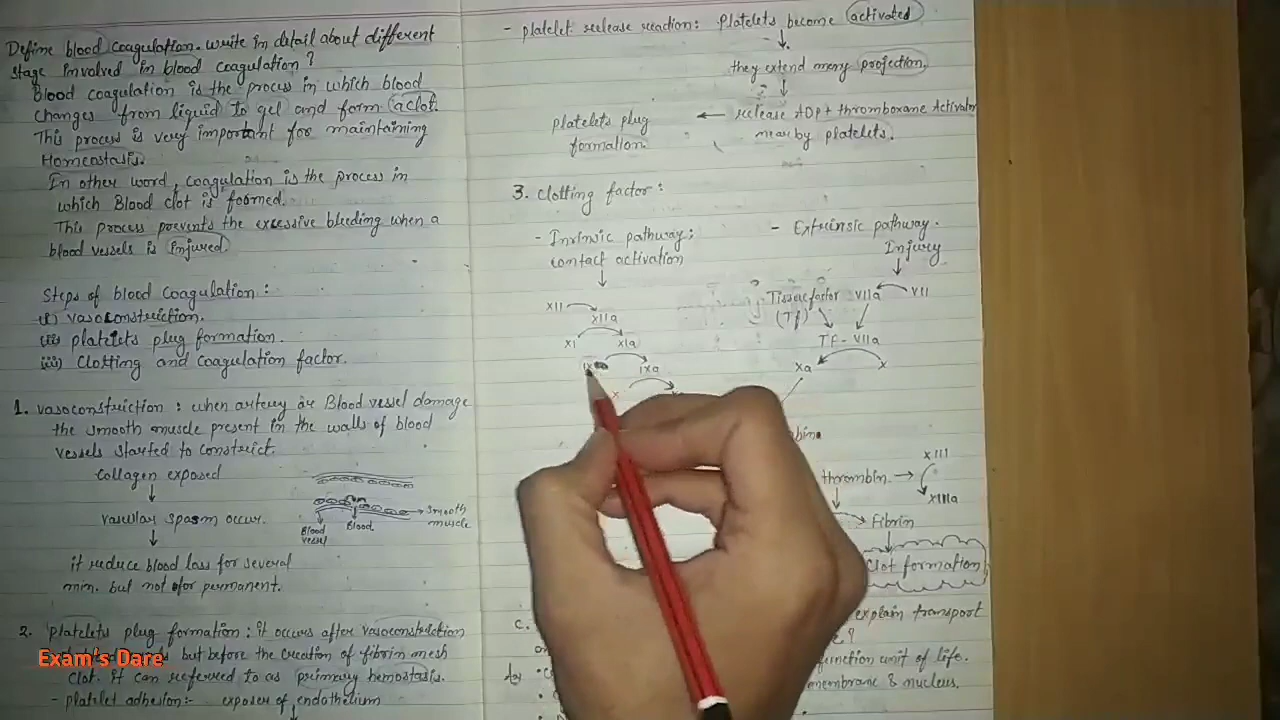 Define blood coagulation. write in detail about different
stage involved in blood coagulation?
Blood coagulation is the process in which blood
changes from liquid to gel and form a clot.
This process is very important for maintaining
Homeostasis.
In other word, coagulation is the process in
which Blood clot is foormed.
This process prevents the excessive bleeding when a
blood vessels is injured.
Steps of blood coagulation:
(i) vasoconstriction.
(ii) platelets plug formation.
(iii) Clotting and Coagulation factor.
1. vasoconstriction: when artery or Blood vessel damage
the smooth muscle present in the walls of blood
vessels started to constrict.
Collagen exposed
vascular spasm occur.
it reduce blood loss for several
min. but not for permanent.
smooth
muscle
Blood
vessel
Blood
2. platelets plug formation: it occurs after vasoconstriction
but before the creation of fibrin mesh
clot. it can referred to as primary hemostasis.
- platelet adhesion:- exposer of endothelium
- platelet release reaction: Platelets become activated
they extend many projection.
release ADP + thromboxane Activate
nearby platelets.
platelets plug
formation.
3. Clotting factor:
- Intrinsic pathway;
contact activation
XII
XIIa
XI
XIa
IX
IXa
X
- Extrinsic pathway.
Injury
Tissue factor
(Tf)
VIIa
VII
TF - VIIa
Xa
X
thrombin
XIII
XIIIa
Fibrin
Clot formation
C.
explain transport
function unit of life.
membrane & nucleus.
Exam's Dare